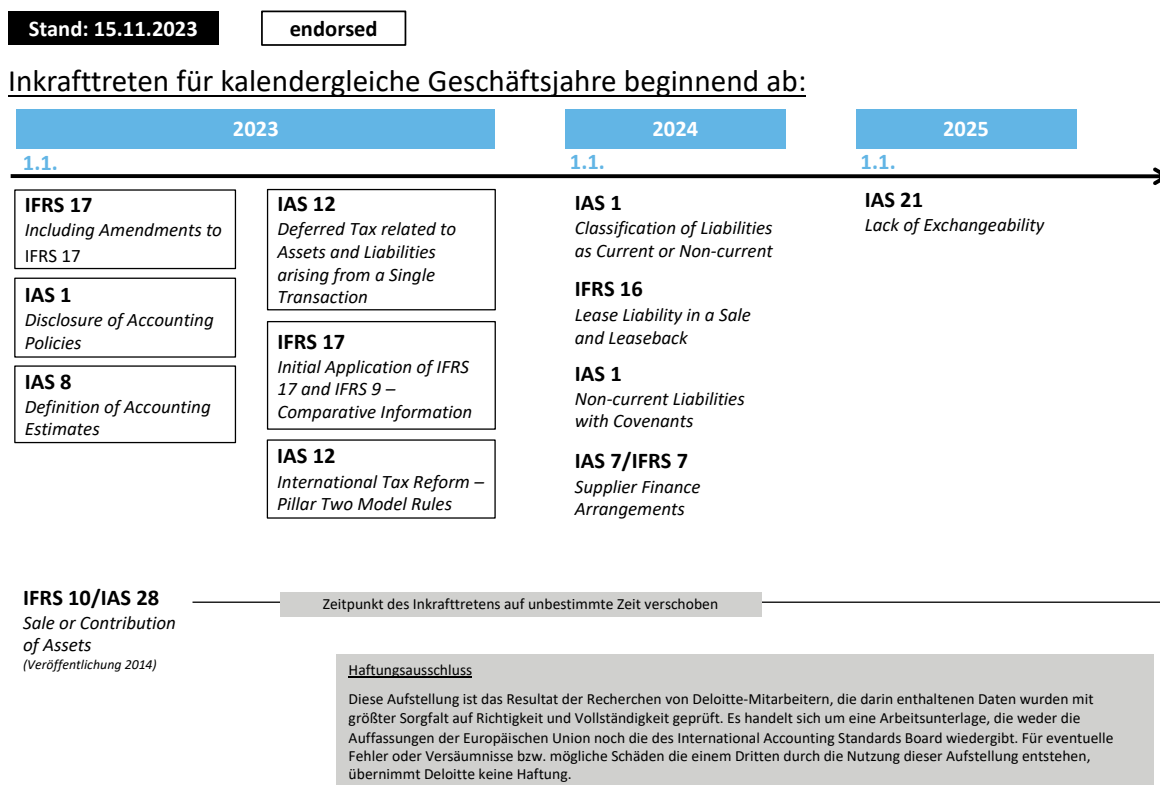 Stand: 15.11.2023
endorsed
Inkrafttreten für kalendergleiche Geschäftsjahre beginnend ab:
2023
2024
2025
1.1.
1.1.
1.1.
IFRS 17
Including Amendments to
IFRS 17
IAS 1
Disclosure of Accounting
Policies
IAS 8
Definition of Accounting
Estimates
IAS 12
Deferred Tax related to
Assets and Liabilities
arising from a Single
Transaction
IFRS 17
Initial Application of IFRS
17 and IFRS 9 –
Comparative Information
IAS 12
International Tax Reform –
Pillar Two Model Rules
IAS 1
Classification of Liabilities
as Current or Non-current
IFRS 16
Lease Liability in a Sale
and Leaseback
IAS 1
Non-current Liabilities
with Covenants
IAS 7/IFRS 7
Supplier Finance
Arrangements
IAS 21
Lack of Exchangeability
IFRS 10/IAS 28
Sale or Contribution
of Assets
(Veröffentlichung 2014)
Zeitpunkt des Inkrafttretens auf unbestimmte Zeit verschoben
Haftungsausschluss
Diese Aufstellung ist das Resultat der Recherchen von Deloitte-Mitarbeitern, die darin enthaltenen Daten wurden mit
größter Sorgfalt auf Richtigkeit und Vollständigkeit geprüft. Es handelt sich um eine Arbeitsunterlage, die weder die
Auffassungen der Europäischen Union noch die des International Accounting Standards Board wiedergibt. Für eventuelle
Fehler oder Versäumnisse bzw. mögliche Schäden die einem Dritten durch die Nutzung dieser Aufstellung entstehen,
übernimmt Deloitte keine Haftung.